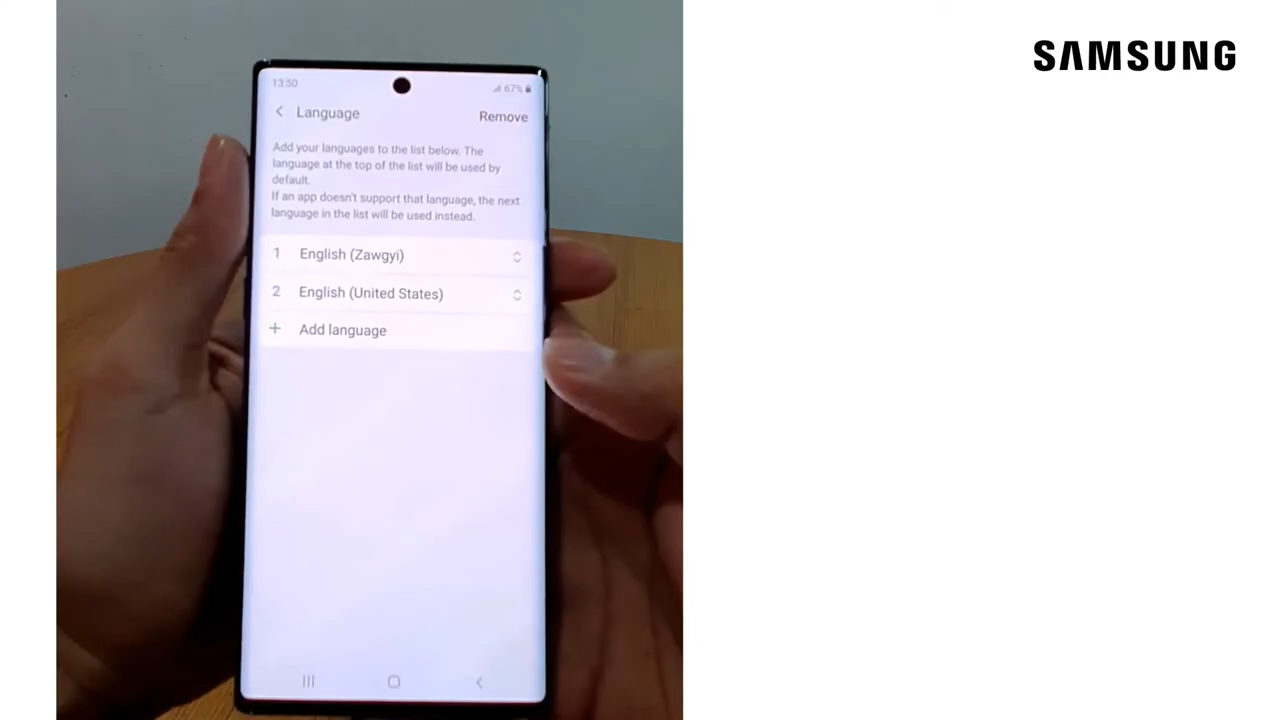 SAMSUNG
13:50
67%
Language
Remove
Add your languages to the list below. The
language at the top of the list will be used by
default.
If an app doesn't support that language, the next
language in the list will be used instead.
1 English (Zawgyi)
2 English (United States)
+ Add language